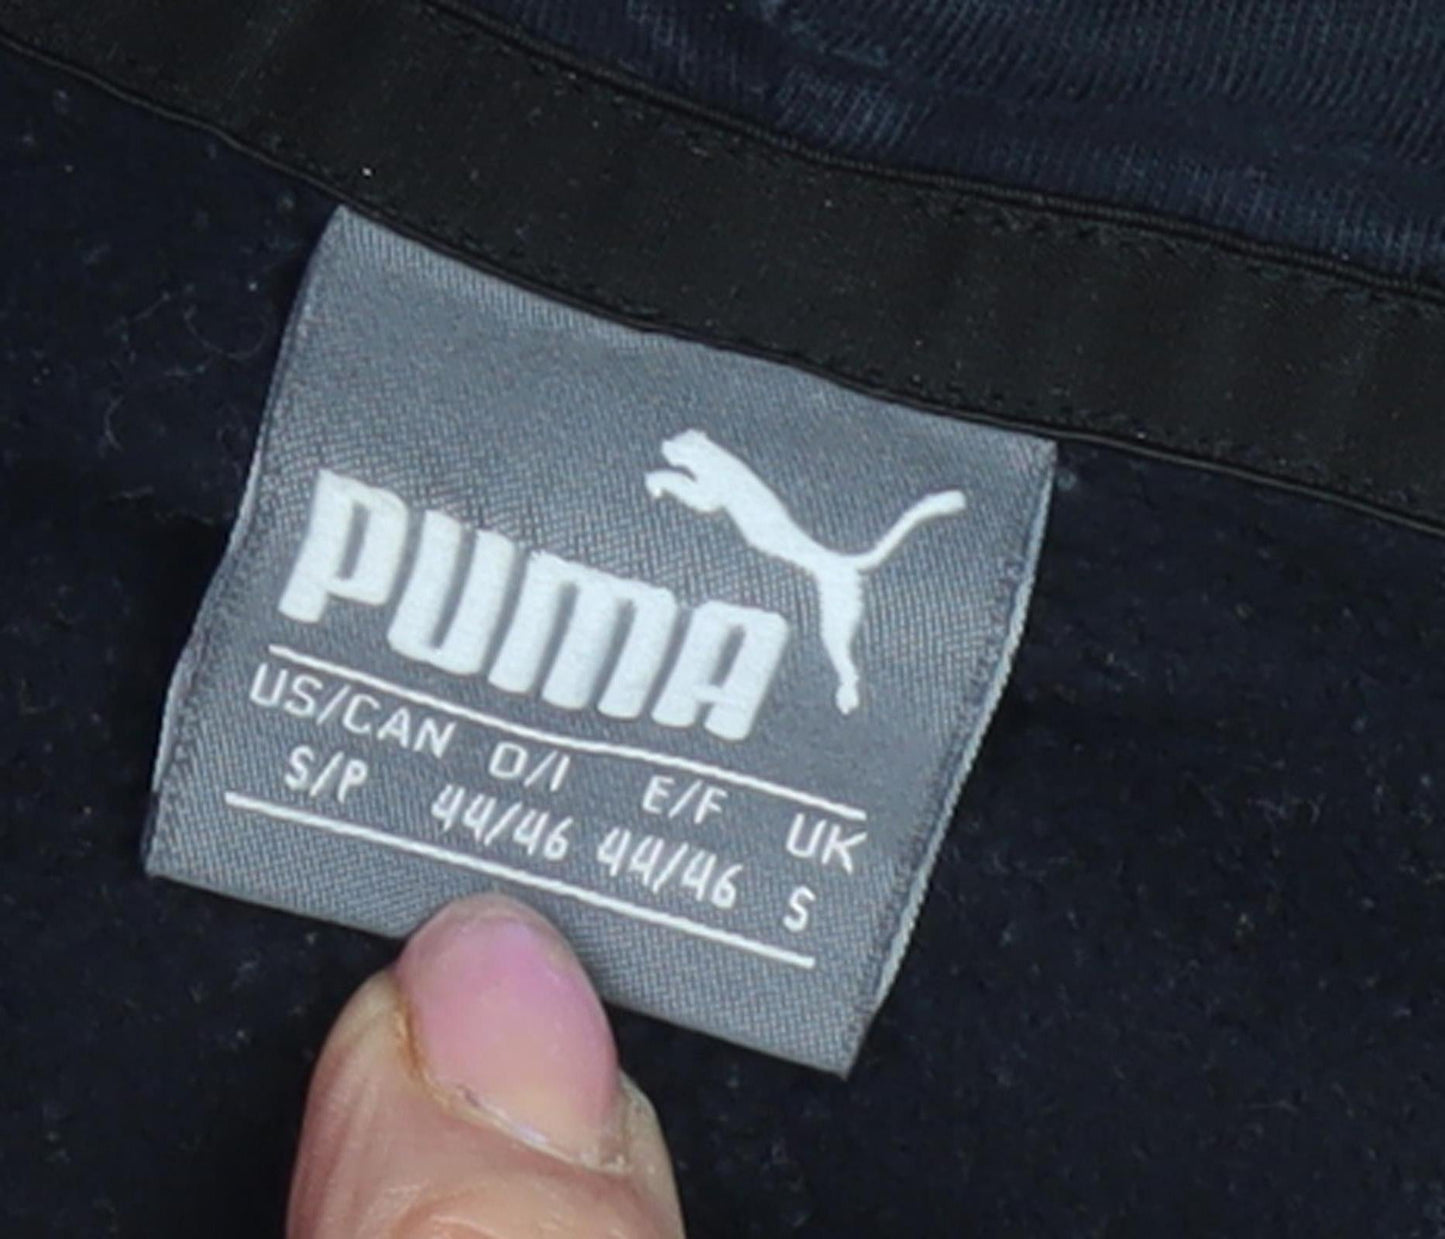 PUMA
US/CAN D/I E/F UK
S/P 44/46 44/46 S